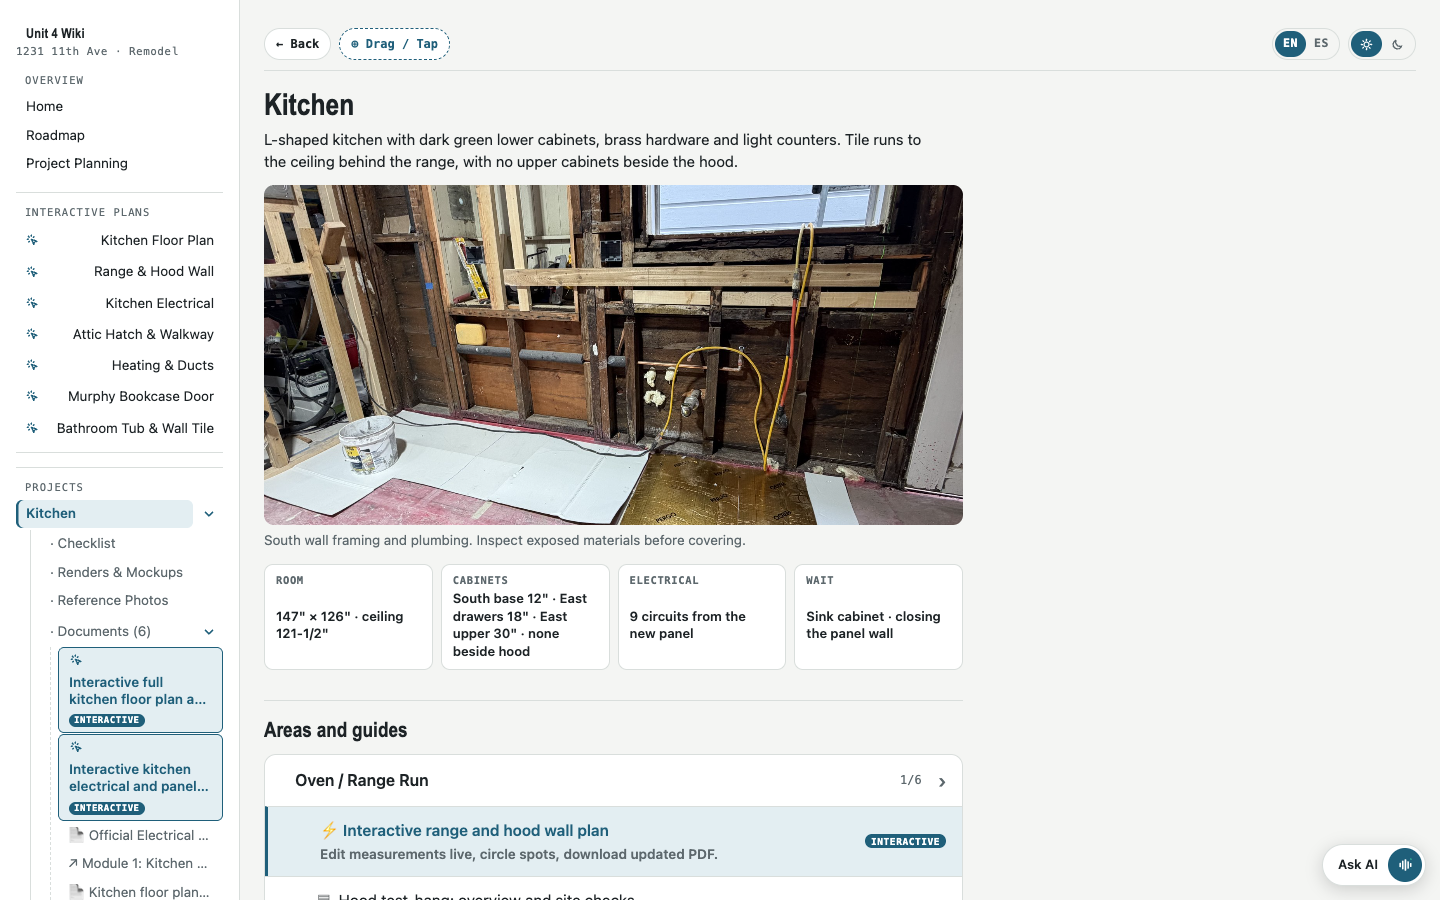 Unit 4 Wiki
1231 11th Ave · Remodel
OVERVIEW
Home
Roadmap
Project Planning
INTERACTIVE PLANS
Kitchen Floor Plan
Range & Hood Wall
Kitchen Electrical
Attic Hatch & Walkway
Heating & Ducts
Murphy Bookcase Door
Bathroom Tub & Wall Tile
PROJECTS
Kitchen
· Checklist
· Renders & Mockups
· Reference Photos
· Documents (6)
Interactive full
kitchen floor plan a...
INTERACTIVE
Interactive kitchen
electrical and panel...
INTERACTIVE
Official Electrical ...
↗ Module 1: Kitchen ...
Kitchen floor plan...
← Back
⊕ Drag / Tap
EN ES
Kitchen
L-shaped kitchen with dark green lower cabinets, brass hardware and light counters. Tile runs to
the ceiling behind the range, with no upper cabinets beside the hood.
South wall framing and plumbing. Inspect exposed materials before covering.
ROOM
147" × 126" · ceiling
121-1/2"
CABINETS
South base 12" · East
drawers 18" · East
upper 30" · none
beside hood
ELECTRICAL
9 circuits from the
new panel
WAIT
Sink cabinet · closing
the panel wall
Areas and guides
Oven / Range Run
1/6 ›
⚡ Interactive range and hood wall plan
Edit measurements live, circle spots, download updated PDF.
INTERACTIVE
Hood test-hang: overview and site checks
Ask AI